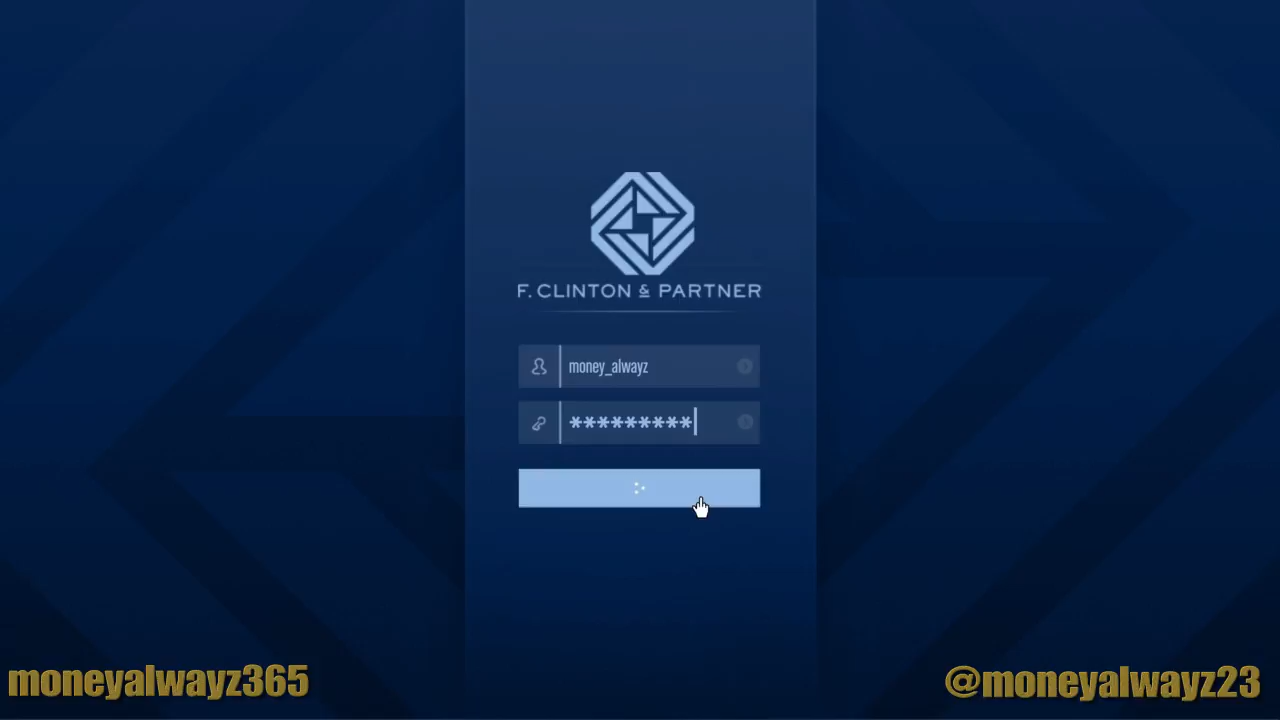 F. CLINTON & PARTNER
money_alwayz
*********
moneyalwayz365
@moneyalwayz23